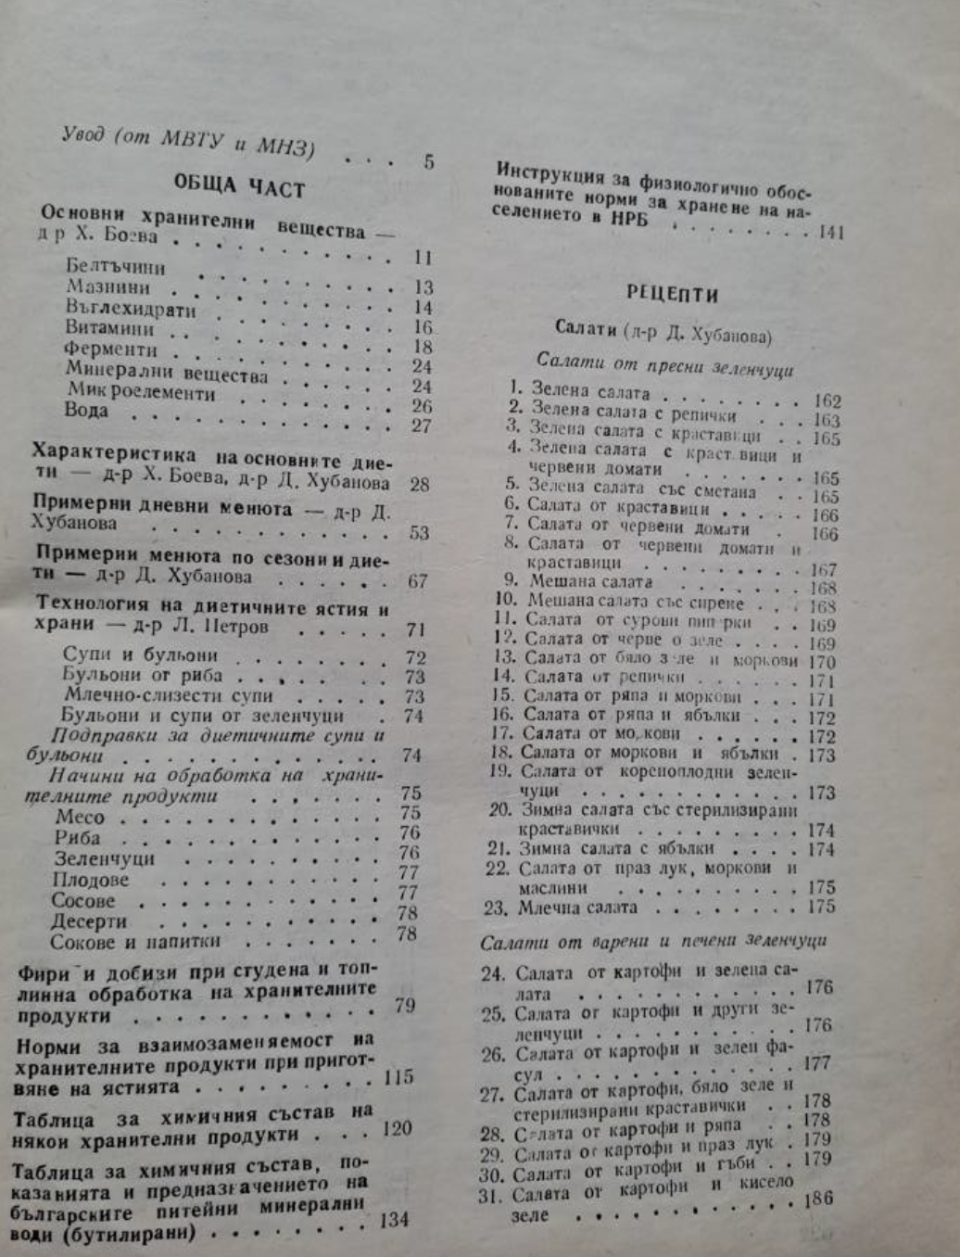 Увод (от МВТУ и МНЗ) . . . 5
ОБЩА ЧАСТ
Основни хранителни вещества —
д р Х. Боева . . . . . . . . . . 11
Белтъчини . . . . . . . . . . 13
Мазнини . . . . . . . . . . . 14
Въглехидрати . . . . . . . . . 16
Витамини . . . . . . . . . . 18
Ферменти . . . . . . . . . . 24
Минерални вещества . . . . . . 24
Микроелементи . . . . . . . . 26
Вода . . . . . . . . . . . . 27
Характеристика на основните дие-
ти — д-р Х. Боева, д-р Д. Хубанова 28
Примерни дневни менюта — д-р Д.
Хубанова . . . . . . . . . . . 53
Примерни менюта по сезони и дие-
ти — д-р Д. Хубанова . . . . . . 67
Технология на диетичните ястия и
храни — д-р Л. Петров . . . . . 71
Супи и бульони . . . . . . . . 72
Бульони от риба . . . . . . . 73
Млечно-слизести супи . . . . . 73
Бульони и супи от зеленчуци . 74
Подправки за диетичните супи и
бульони . . . . . . . . . . . . 74
Начини на обработка на храни-
телните продукти . . . . . . . 75
Месо . . . . . . . . . . . . 75
Риба . . . . . . . . . . . . 76
Зеленчуци . . . . . . . . . . 76
Плодове . . . . . . . . . . . 77
Сосове . . . . . . . . . . . 77
Десерти . . . . . . . . . . . 78
Сокове и напитки . . . . . . . 78
Фири и добизи при студена и топ-
линна обработка на хранителните
продукти . . . . . . . . . . . 79
Норми за взаимозаменяемост на
хранителните продукти при пригот-
вяне на ястията . . . . . . . . . 115
Таблица за химичния състав на
някои хранителни продукти . . . 120
Таблица за химичния състав, по-
казанията и предназначението на
българските питейни минерални
води (бутилирани) . . . . . . . . 134
Инструкция за физиологично обос-
нованите норми за хранене на на-
селението в НРБ . . . . . . . . 141
РЕЦЕПТИ
Салати (д-р Д. Хубанова)
Салати от пресни зеленчуци
1. Зелена салата . . . . . . . . 162
2. Зелена салата с репички . . . 163
3. Зелена салата с краставици . . 165
4. Зелена салата с краставици и
червени домати . . . . . . . 165
5. Зелена салата със сметана . . 165
6. Салата от краставици . . . . . 166
7. Салата от червени домати . 166
8. Салата от червени домати и
краставици . . . . . . . . . 167
9. Мешана салата . . . . . . . 168
10. Мешана салата със сирене . . . 168
11. Салата от сурови пиперки . . 169
12. Салата от червено зеле . . . . 169
13. Салата от бяло зеле и моркови 170
14. Салата от репички . . . . . . 171
15. Салата от ряпа и моркови . . . 171
16. Салата от ряпа и ябълки . . . 172
17. Салата от моркови . . . . . . 172
18. Салата от моркови и ябълки . 173
19. Салата от кореноплодни зелен-
чуци . . . . . . . . . . . . 173
20. Зимна салата със стерилизирани
краставички . . . . . . . . . 174
21. Зимна салата с ябълки . . . . 174
22. Салата от праз лук, моркови и
маслини . . . . . . . . . . 175
23. Млечна салата . . . . . . . . 175
Салати от варени и печени зеленчуци
24. Салата от картофи и зелена са-
лата . . . . . . . . . . . . 176
25. Салата от картофи и други зе-
ленчуци . . . . . . . . . . 176
26. Салата от картофи и зелен фа-
сул . . . . . . . . . . . . 177
27. Салата от картофи, бяло зеле и
стерилизирани краставички . . 178
28. Салата от картофи и ряпа . . 178
29. Салата от картофи и праз лук . 179
30. Салата от картофи и гъби . . 179
31. Салата от картофи и кисело
зеле . . . . . . . . . . . . 186